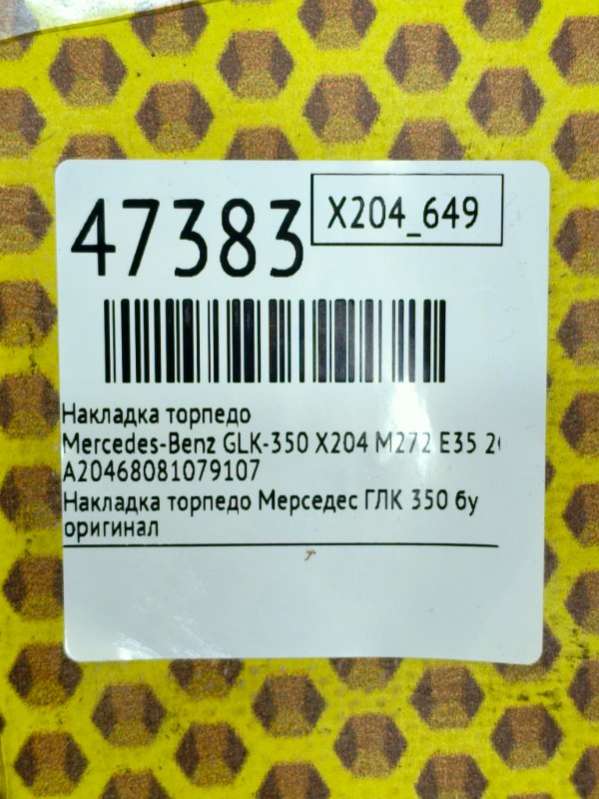 47383
X204_649
Накладка торпедо
Mercedes-Benz GLK-350 X204 M272 E35
A20468081079107
Накладка торпедо Мерседес ГЛК 350 бу
оригинал